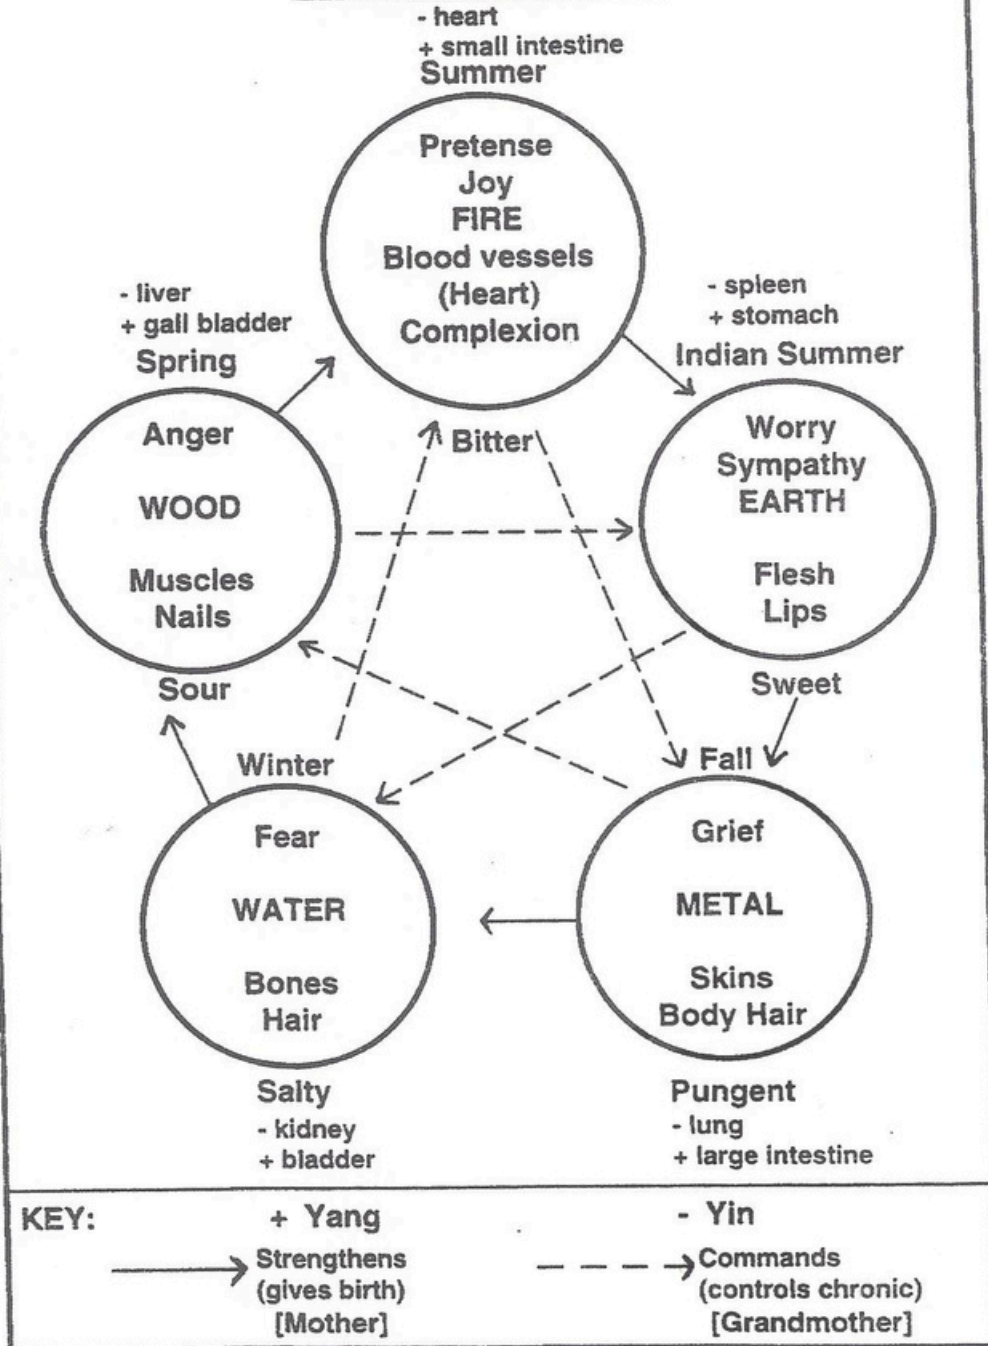 - heart
+ small intestine
Summer
Pretense
Joy
FIRE
Blood vessels
(Heart)
Complexion
Bitter
- liver
+ gall bladder
Spring
Anger
WOOD
Muscles
Nails
Sour
- spleen
+ stomach
Indian Summer
Worry
Sympathy
EARTH
Flesh
Lips
Sweet
Winter
Fear
WATER
Bones
Hair
Salty
- kidney
+ bladder
Fall
Grief
METAL
Skins
Body Hair
Pungent
- lung
+ large intestine
KEY:
+ Yang
- Yin
Strengthens
(gives birth)
[Mother]
Commands
(controls chronic)
[Grandmother]